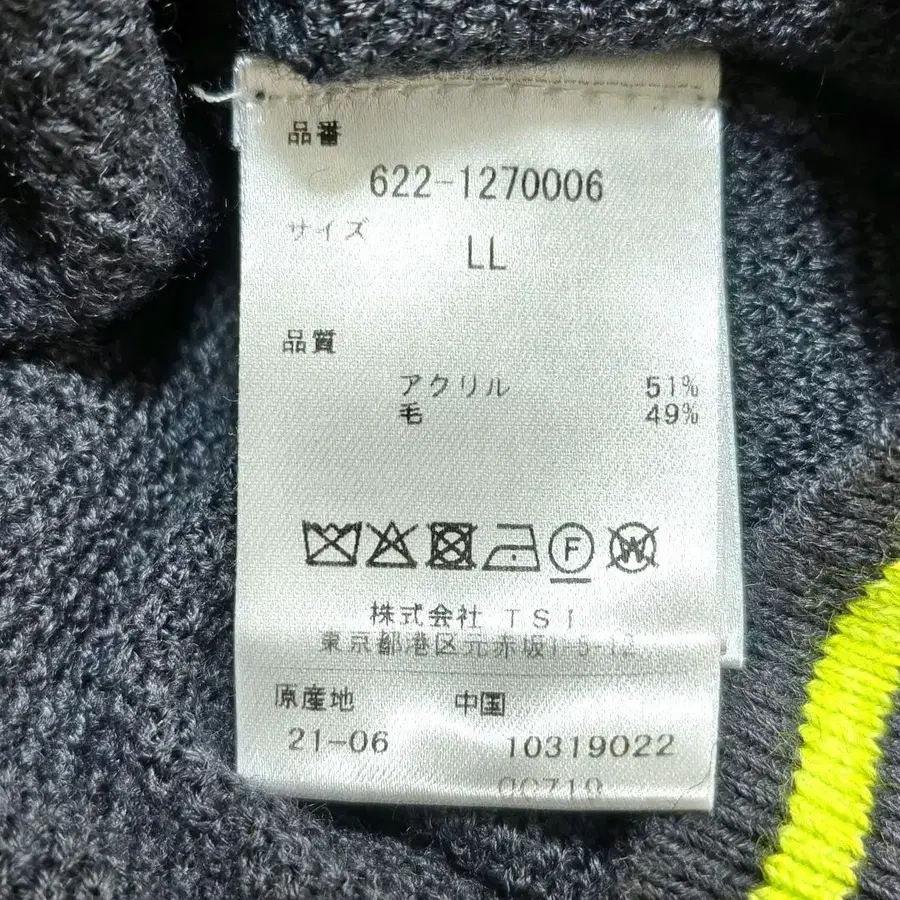 品番
622-1270006
サイズ
LL
品質
アクリル 51%
毛 49%
F W
株式会社 TSI
東京都港区元赤坂1-5-12
原産地 中国
21-06 10319022
00719